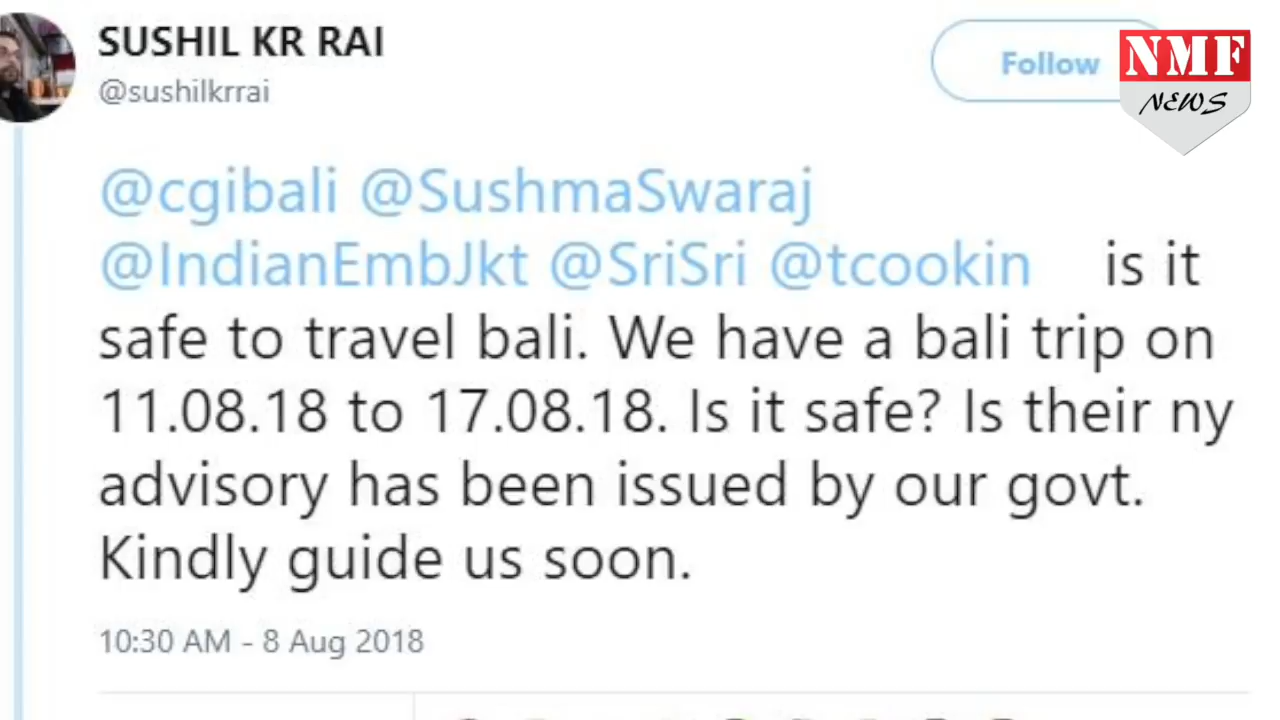 SUSHIL KR RAI
@sushilkrrai
Follow
NMF
NEWS
@cgibali @SushmaSwaraj
@IndianEmbJkt @SriSri @tcookin is it
safe to travel bali. We have a bali trip on
11.08.18 to 17.08.18. Is it safe? Is their ny
advisory has been issued by our govt.
Kindly guide us soon.
10:30 AM - 8 Aug 2018